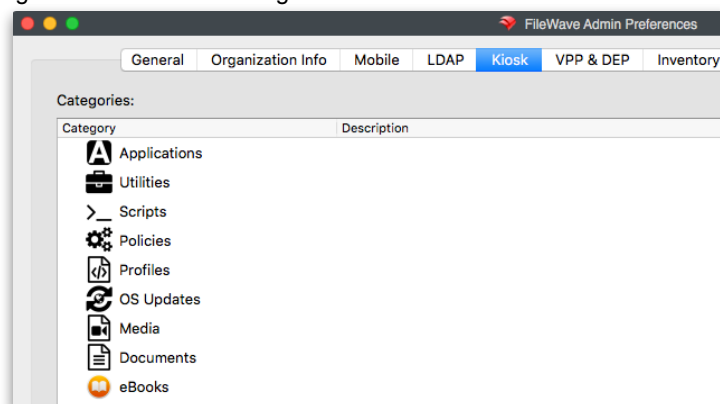 FileWave Admin Preferences
General Organization Info Mobile LDAP Kiosk VPP & DEP Inventory
Categories:
Category Description
Applications
Utilities
Scripts
Policies
Profiles
OS Updates
Media
Documents
eBooks